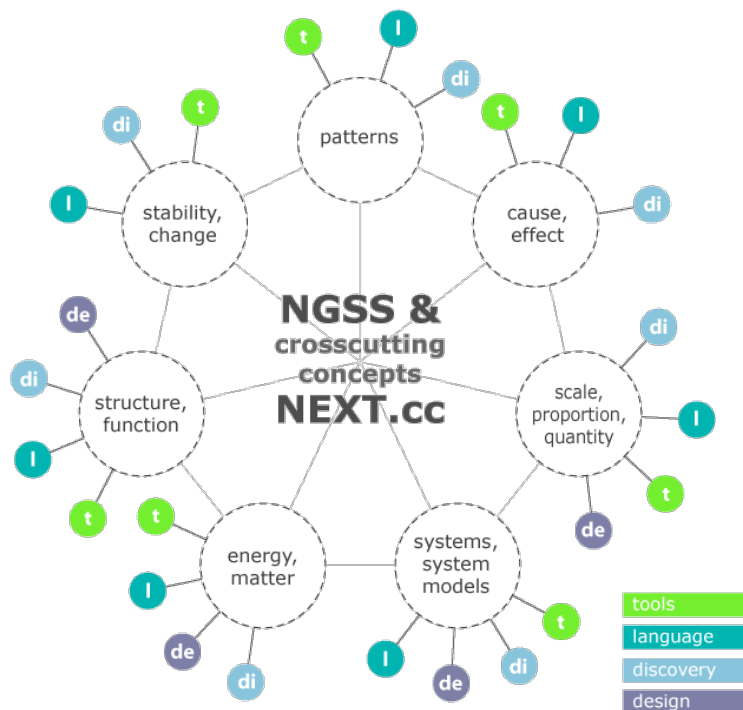 t
l
di
patterns
t
l
di
cause,
effect
di
l
t
de
scale,
proportion,
quantity
t
di
de
l
systems,
system
models
t
l
de
di
energy,
matter
de
di
l
t
structure,
function
l
di
t
stability,
change
NGSS &
crosscutting
concepts
NEXT.cc
tools
language
discovery
design